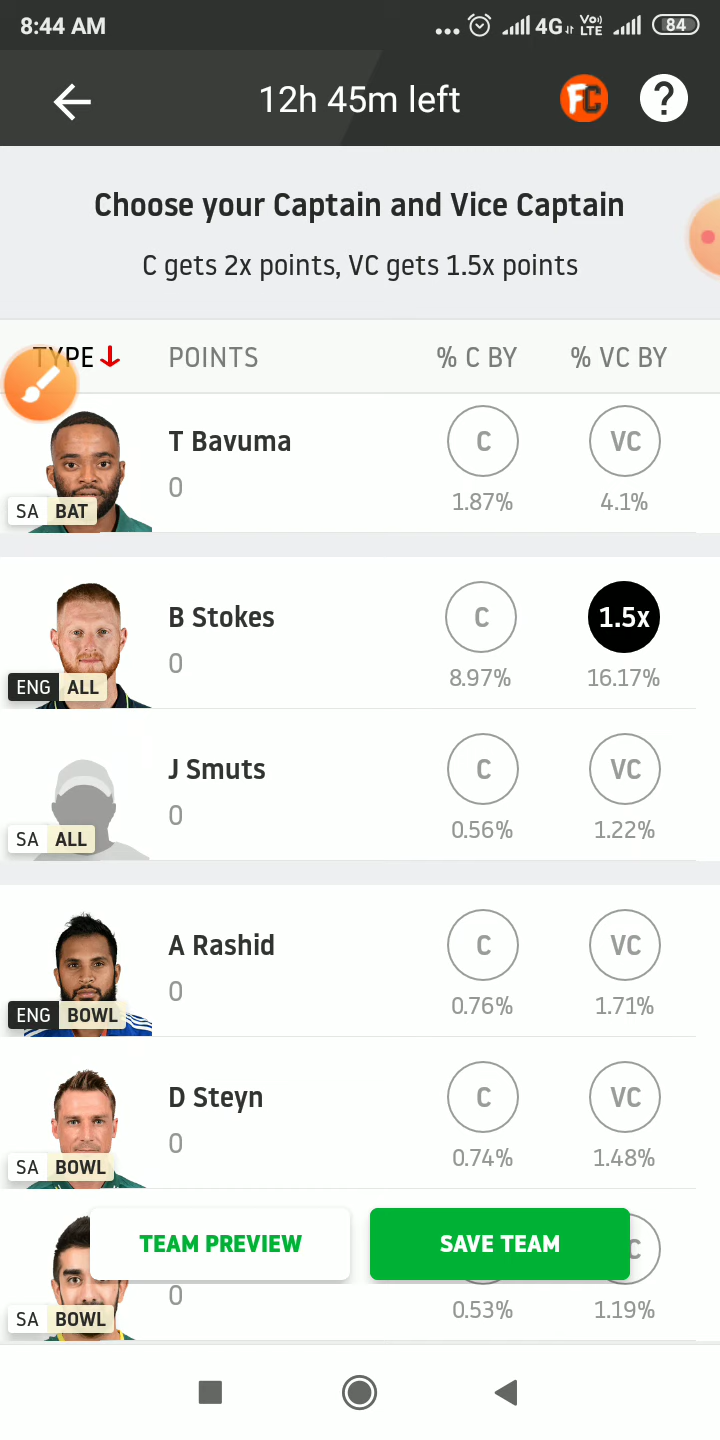 8:44 AM
4G
Vo))
LTE
84
12h 45m left
FC
?
Choose your Captain and Vice Captain
C gets 2x points, VC gets 1.5x points
TYPE POINTS % C BY % VC BY
T Bavuma C VC
SA BAT 0 1.87% 4.1%
B Stokes C 1.5x
ENG ALL 0 8.97% 16.17%
J Smuts C VC
SA ALL 0 0.56% 1.22%
A Rashid C VC
ENG BOWL 0 0.76% 1.71%
D Steyn C VC
SA BOWL 0 0.74% 1.48%
TEAM PREVIEW SAVE TEAM C
SA BOWL 0 0.53% 1.19%